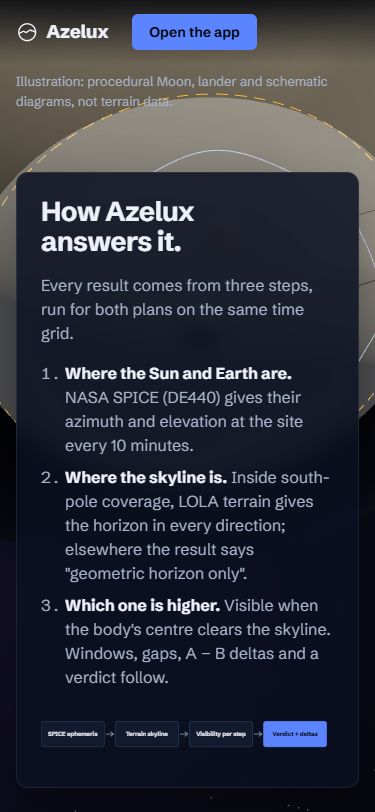 Azelux
Open the app
Illustration: procedural Moon, lander and schematic
diagrams, not terrain data.
How Azelux
answers it.
Every result comes from three steps,
run for both plans on the same time
grid.
1. Where the Sun and Earth are.
NASA SPICE (DE440) gives their
azimuth and elevation at the site
every 10 minutes.
2. Where the skyline is. Inside south-
pole coverage, LOLA terrain gives
the horizon in every direction;
elsewhere the result says
"geometric horizon only".
3. Which one is higher. Visible when
the body's centre clears the skyline.
Windows, gaps, A − B deltas and a
verdict follow.
SPICE ephemeris → Terrain skyline → Visibility per step → Verdict + deltas